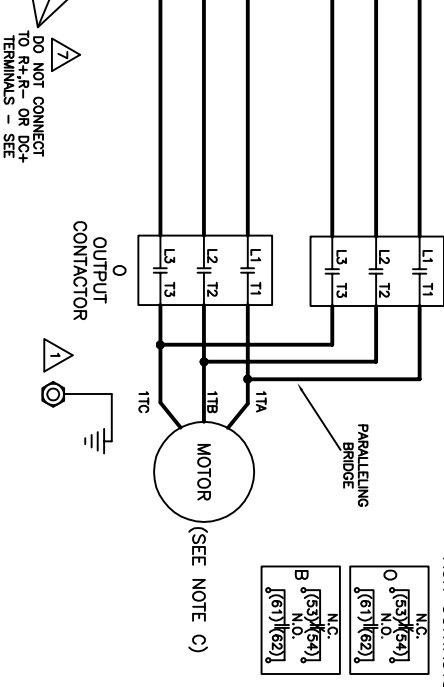 L1 T1
L2 T2
L3 T3
PARALLELING
BRIDGE
O
N.C.
(53) (54)
N.O.
(61) (62)
B
N.C.
(53) (54)
N.O.
(61) (62)
L1 T1
L2 T2
L3 T3
1TA
1TB
1TC
MOTOR
(SEE NOTE C)
O
OUTPUT
CONTACTOR
1
7
DO NOT CONNECT
TO R+,R- OR DC+
TERMINALS - SEE